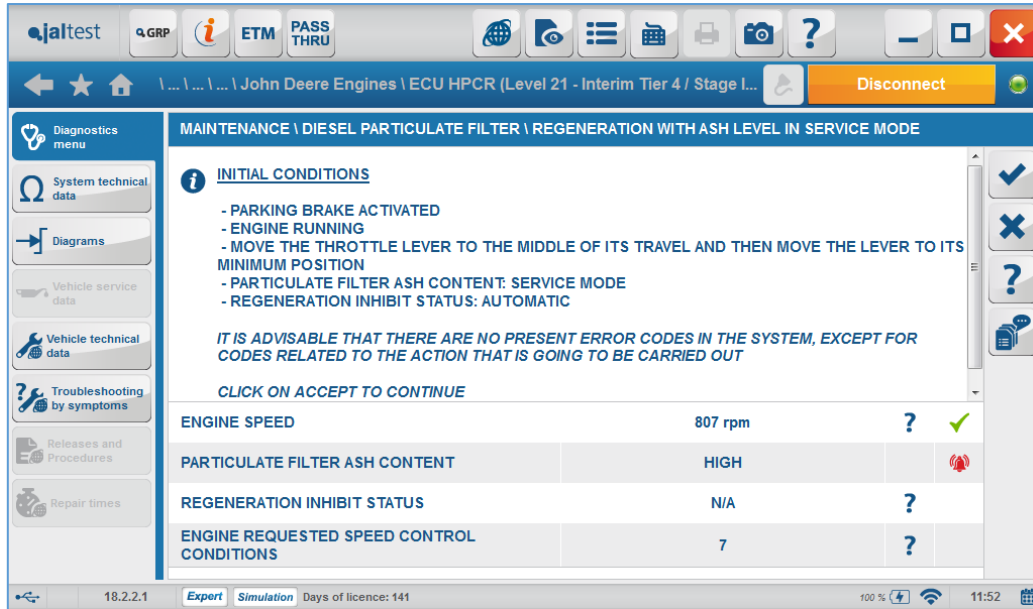 jaltest
GRP
i
ETM
PASS
THRU
?
\ ... \ ... \ ... \ John Deere Engines \ ECU HPCR (Level 21 - Interim Tier 4 / Stage I...
Disconnect
Diagnostics
menu
System technical
data
Diagrams
Vehicle service
data
Vehicle technical
data
Troubleshooting
by symptoms
Releases and
Procedures
Repair times
MAINTENANCE \ DIESEL PARTICULATE FILTER \ REGENERATION WITH ASH LEVEL IN SERVICE MODE
i INITIAL CONDITIONS
- PARKING BRAKE ACTIVATED
- ENGINE RUNNING
- MOVE THE THROTTLE LEVER TO THE MIDDLE OF ITS TRAVEL AND THEN MOVE THE LEVER TO ITS
MINIMUM POSITION
- PARTICULATE FILTER ASH CONTENT: SERVICE MODE
- REGENERATION INHIBIT STATUS: AUTOMATIC
IT IS ADVISABLE THAT THERE ARE NO PRESENT ERROR CODES IN THE SYSTEM, EXCEPT FOR
CODES RELATED TO THE ACTION THAT IS GOING TO BE CARRIED OUT
CLICK ON ACCEPT TO CONTINUE
ENGINE SPEED 807 rpm ?
PARTICULATE FILTER ASH CONTENT HIGH
REGENERATION INHIBIT STATUS N/A ?
ENGINE REQUESTED SPEED CONTROL
CONDITIONS 7 ?
?
18.2.2.1 Expert Simulation Days of licence: 141 100 % 11:52